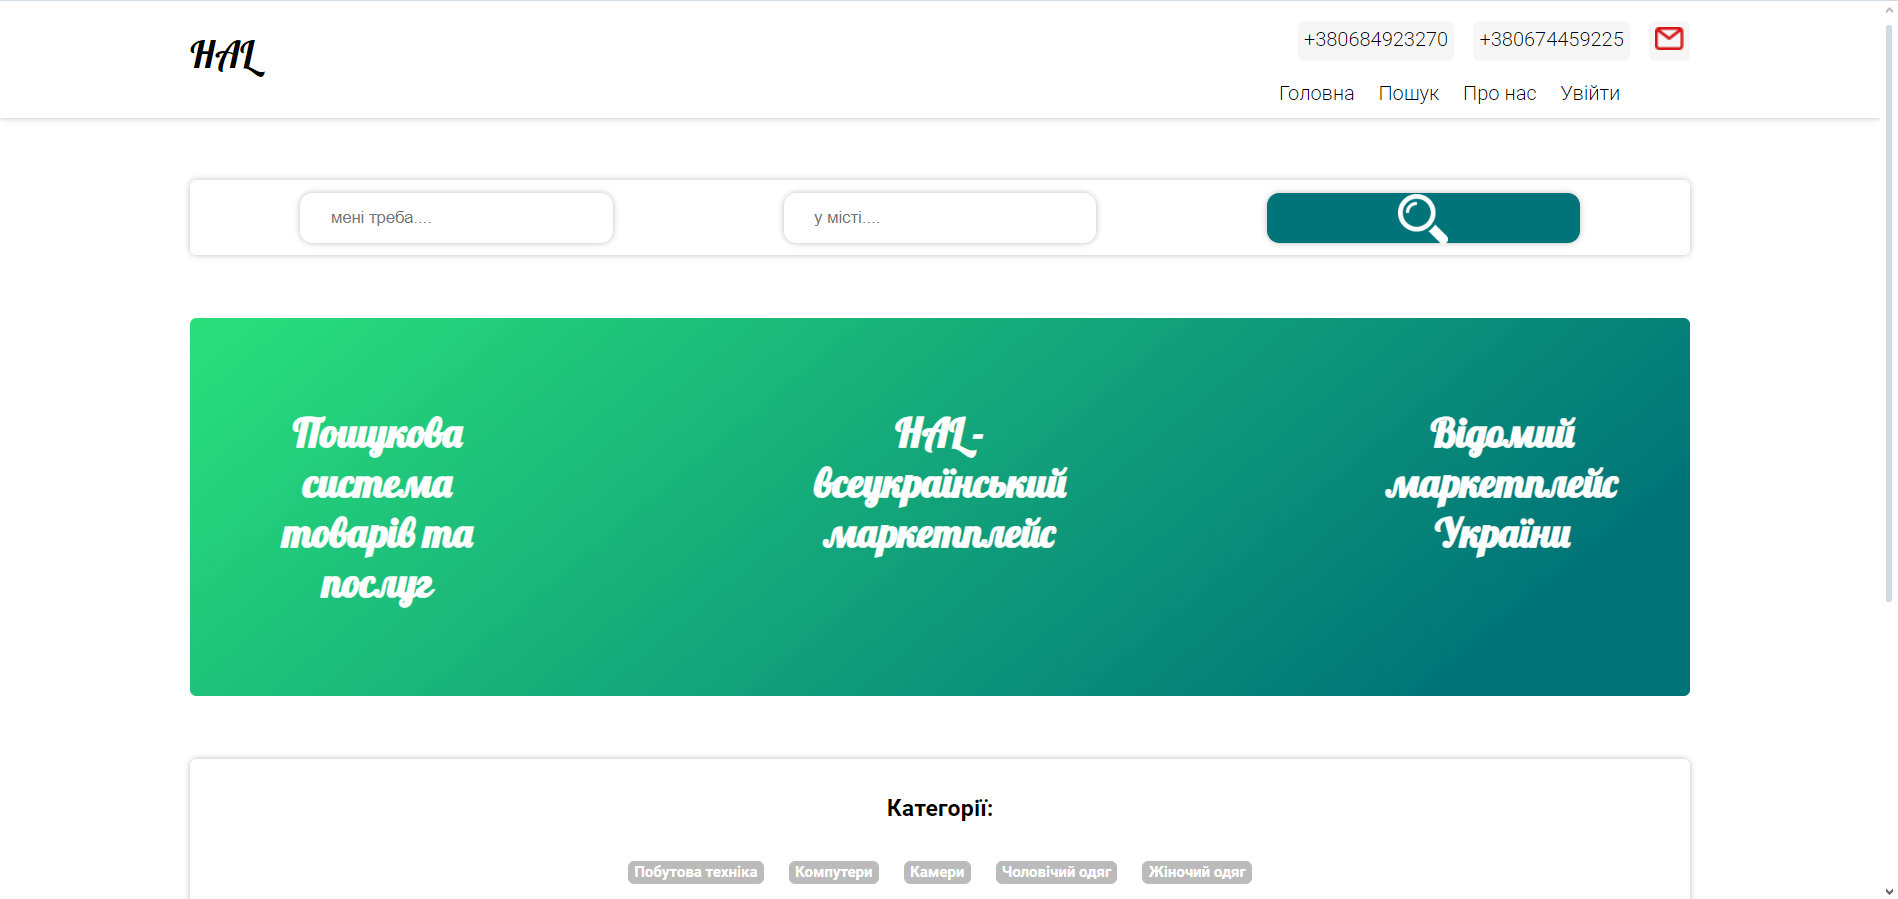 HAL
+380684923270 +380674459225
Головна Пошук Про нас Увійти
мені треба.... у місті....
Пошукова
система
товарів та
послуг
HAL -
всеукраїнський
маркетплейс
Відомий
маркетплейс
України
Категорії:
Побутова техніка Компутери Камери Чоловічий одяг Жіночий одяг